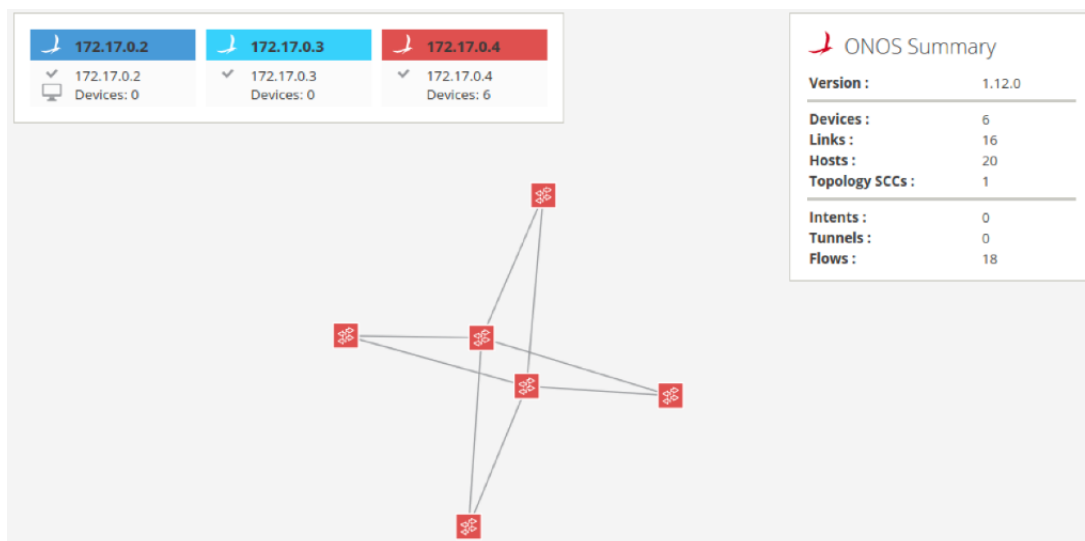 172.17.0.2
172.17.0.2
Devices: 0
172.17.0.3
172.17.0.3
Devices: 0
172.17.0.4
172.17.0.4
Devices: 6
ONOS Summary
Version : 1.12.0
Devices : 6
Links : 16
Hosts : 20
Topology SCCs : 1
Intents : 0
Tunnels : 0
Flows : 18